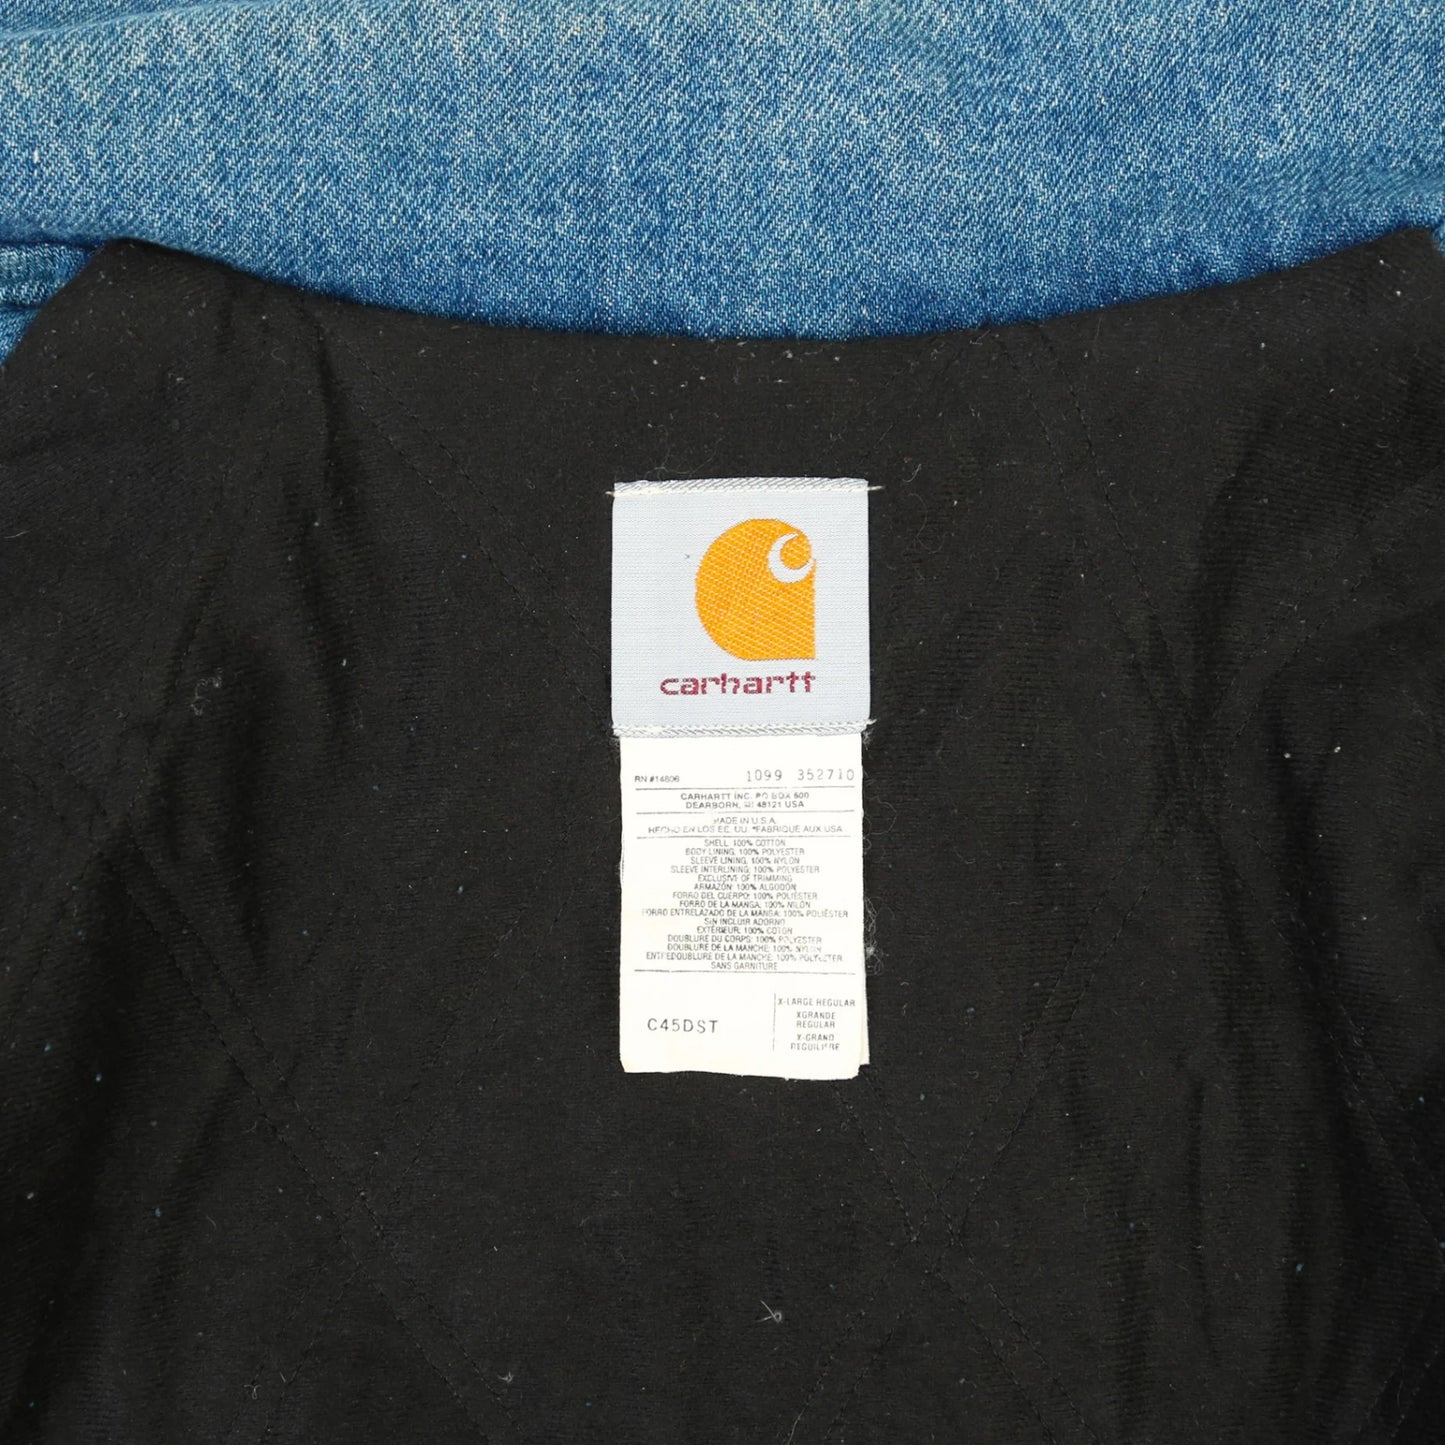 carhartt
RN #14806 1099 352710
CARHARTT INC. PO BOX 600
DEARBORN, MI 48121 USA
MADE IN U.S.A.
HECHO EN LOS EE. UU. *FABRIQUE AUX USA
SHELL: 100% COTTON
BODY LINING: 100% POLYESTER
SLEEVE LINING: 100% NYLON
SLEEVE INTERLINING: 100% POLYESTER
EXCLUSIVE OF TRIMMING
ARMAZÓN: 100% ALGODÓN
FORRO DEL CUERPO: 100% POLIÉSTER
FORRO DE LA MANGA: 100% NILÓN
FORRO ENTRELAZADO DE LA MANGA: 100% POLIÉSTER
SIN INCLUIR ADORNO
EXTÉRIEUR: 100% COTON
DOUBLURE DU CORPS: 100% POLYESTER
DOUBLURE DE LA MANCHE: 100% NYLON
ENTREDOUBLURE DE LA MANCHE: 100% POLYESTER
SANS GARNITURE
C45DST
X-LARGE REGULAR
XGRANDE
REGULAR
X-GRAND
REGULIERE